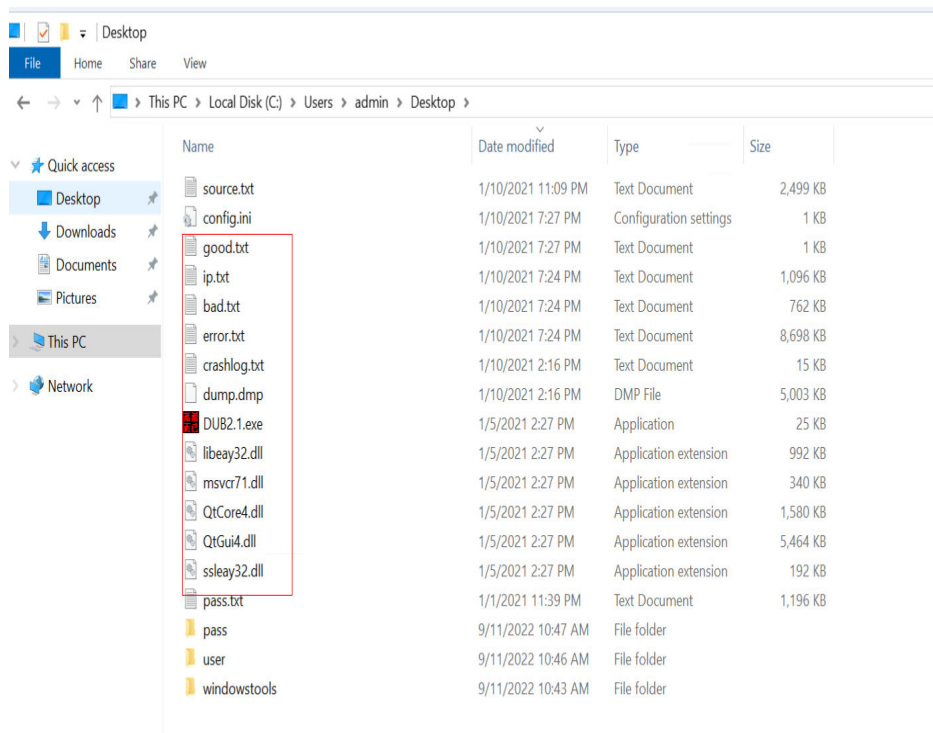 Desktop
File Home Share View
This PC > Local Disk (C:) > Users > admin > Desktop >
Name Date modified Type Size
Quick access
Desktop
Downloads
Documents
Pictures
This PC
Network
source.txt 1/10/2021 11:09 PM Text Document 2,499 KB
config.ini 1/10/2021 7:27 PM Configuration settings 1 KB
good.txt 1/10/2021 7:27 PM Text Document 1 KB
ip.txt 1/10/2021 7:24 PM Text Document 1,096 KB
bad.txt 1/10/2021 7:24 PM Text Document 762 KB
error.txt 1/10/2021 7:24 PM Text Document 8,698 KB
crashlog.txt 1/10/2021 2:16 PM Text Document 15 KB
dump.dmp 1/10/2021 2:16 PM DMP File 5,003 KB
DUB2.1.exe 1/5/2021 2:27 PM Application 25 KB
libeay32.dll 1/5/2021 2:27 PM Application extension 992 KB
msvcr71.dll 1/5/2021 2:27 PM Application extension 340 KB
QtCore4.dll 1/5/2021 2:27 PM Application extension 1,580 KB
QtGui4.dll 1/5/2021 2:27 PM Application extension 5,464 KB
ssleay32.dll 1/5/2021 2:27 PM Application extension 192 KB
pass.txt 1/1/2021 11:39 PM Text Document 1,196 KB
pass 9/11/2022 10:47 AM File folder
user 9/11/2022 10:46 AM File folder
windowstools 9/11/2022 10:43 AM File folder